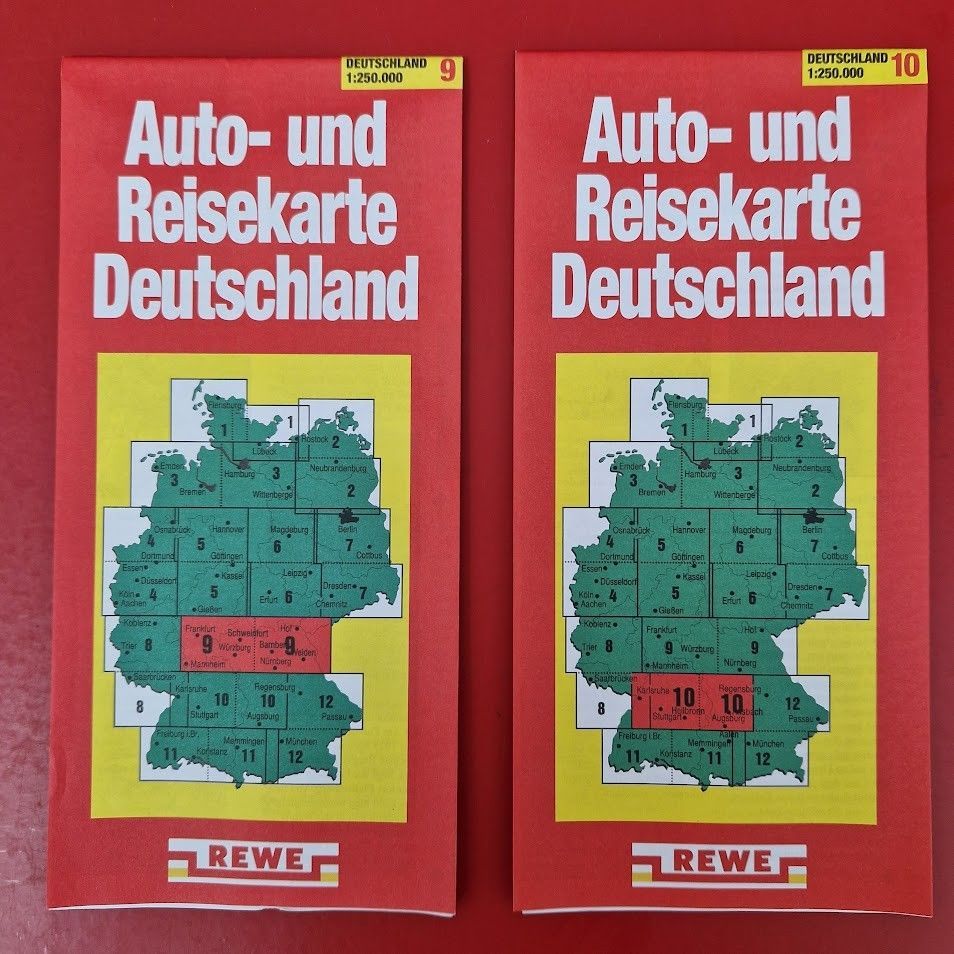 DEUTSCHLAND
1:250.000
9
Auto- und
Reisekarte
Deutschland
Flensburg
1
1
Lübeck
Rostock
2
Emden
3
Bremen
Hamburg
3
Wittenberge
Neubrandenburg
2
Osnabrück
4
Dortmund
Hannover
5
Göttingen
Magdeburg
6
Berlin
7
Cottbus
Essen
Düsseldorf
Köln
4
Aachen
Kassel
5
Gießen
Leipzig
Erfurt
6
Dresden
7
Chemnitz
Koblenz
8
Trier
Frankfurt
9
Schweinfurt
Würzburg
Mannheim
Hof
Bamberg
9
Weiden
Nürnberg
Saarbrücken
8
Karlsruhe
10
Stuttgart
Regensburg
10
Augsburg
12
Passau
Freiburg i.Br.
11
Konstanz
Memmingen
11
München
12
REWE
DEUTSCHLAND
1:250.000
10
Auto- und
Reisekarte
Deutschland
Flensburg
1
1
Lübeck
Rostock
2
Emden
3
Bremen
Hamburg
3
Wittenberge
Neubrandenburg
2
Osnabrück
4
Dortmund
Hannover
5
Göttingen
Magdeburg
6
Berlin
7
Cottbus
Essen
Düsseldorf
Köln
4
Aachen
Kassel
5
Gießen
Leipzig
Erfurt
6
Dresden
7
Chemnitz
Koblenz
8
Trier
Frankfurt
9
Würzburg
Mannheim
Hof
9
Nürnberg
Saarbrücken
8
Karlsruhe
10
Stuttgart
Regensburg
10
Augsburg
Aalen
12
Passau
Freiburg i.Br.
11
Konstanz
Memmingen
11
München
12
REWE